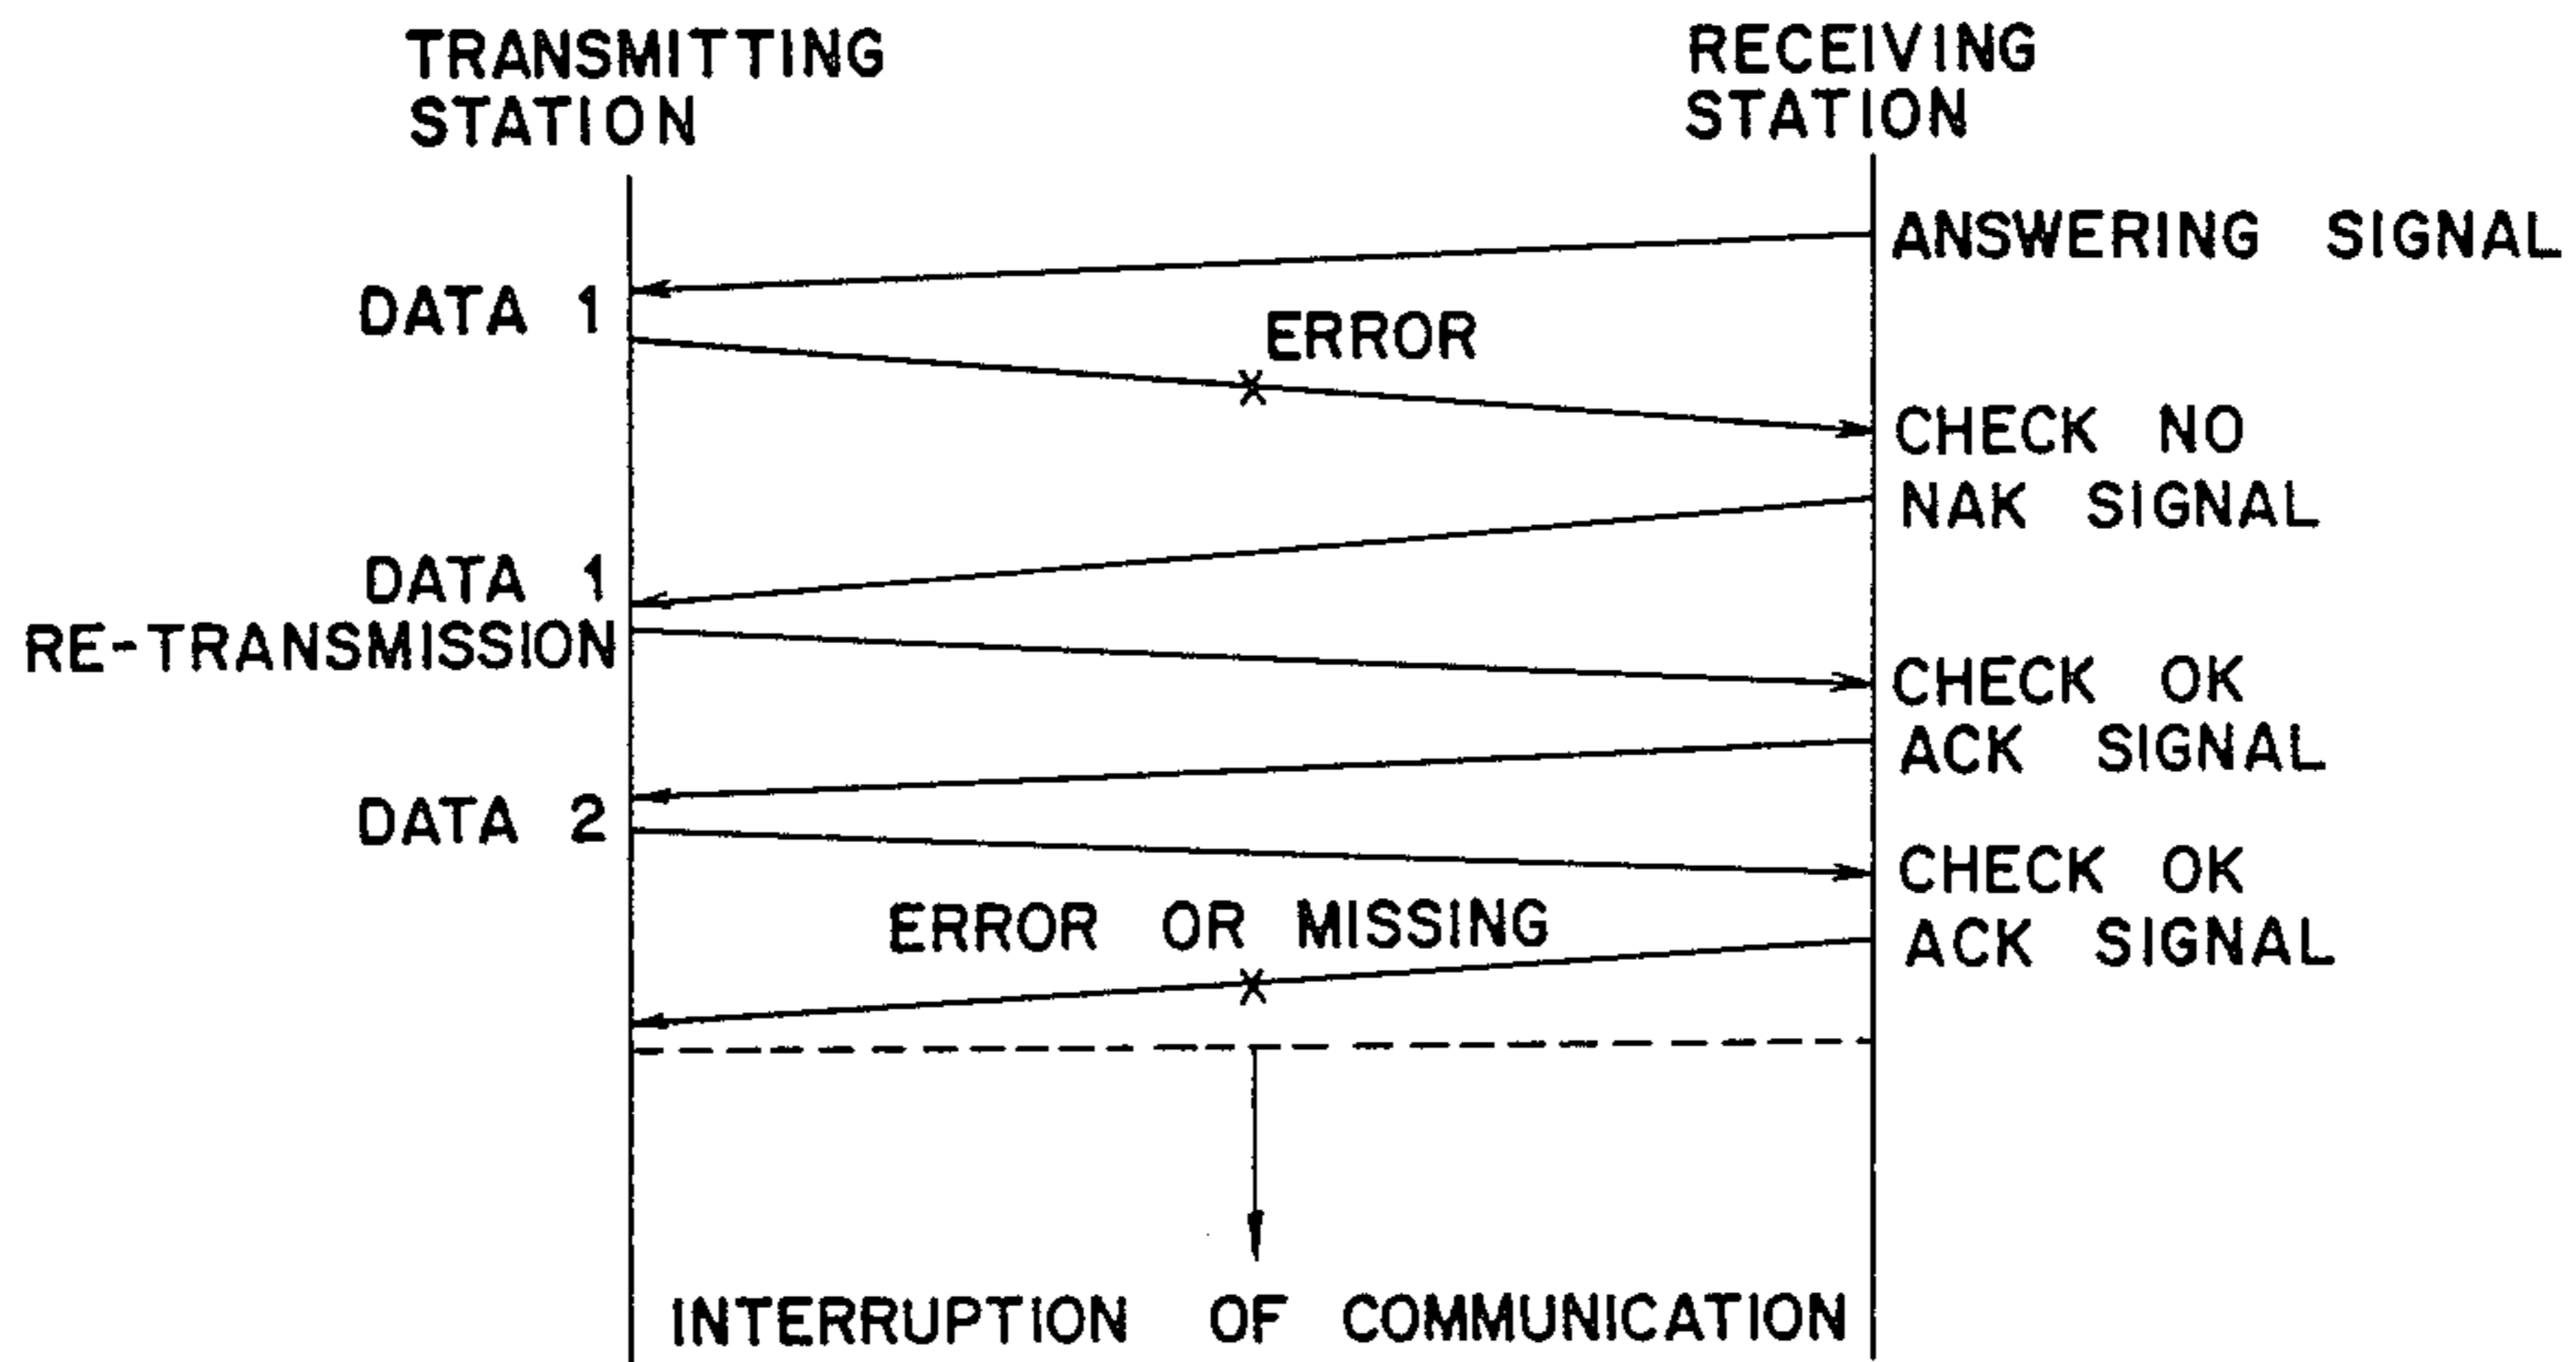 TRANSMITTING
STATION
RECEIVING
STATION
ANSWERING SIGNAL
DATA 1
ERROR
CHECK NO
NAK SIGNAL
DATA 1
RE-TRANSMISSION
CHECK OK
ACK SIGNAL
DATA 2
CHECK OK
ERROR OR MISSING
ACK SIGNAL
INTERRUPTION OF COMMUNICATION